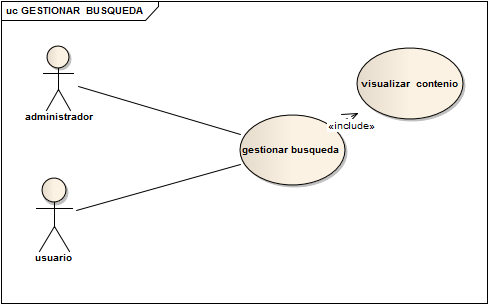 uc GESTIONAR BUSQUEDA
administrador
visualizar contenio
«include»
gestionar busqueda
usuario